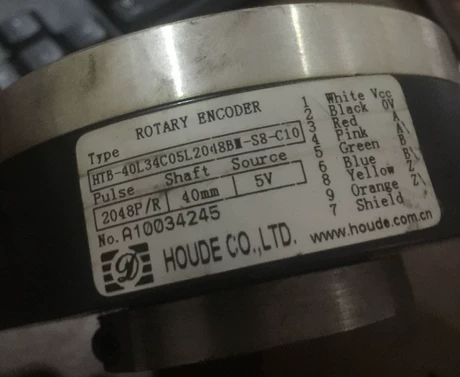 ROTARY ENCODER
Type
HTB-40L34C05L2048BM-S8-C10
Pulse Shaft Source
2048P/R 40mm 5V
No. A10034245
HOUDE CO.,LTD.
1 White Vcc
2 Black 0V
3 Red A
4 Pink A\
5 Green B
6 Blue B\
8 Yellow Z
9 Orange Z\
7 Shield
www.houde.com.cn